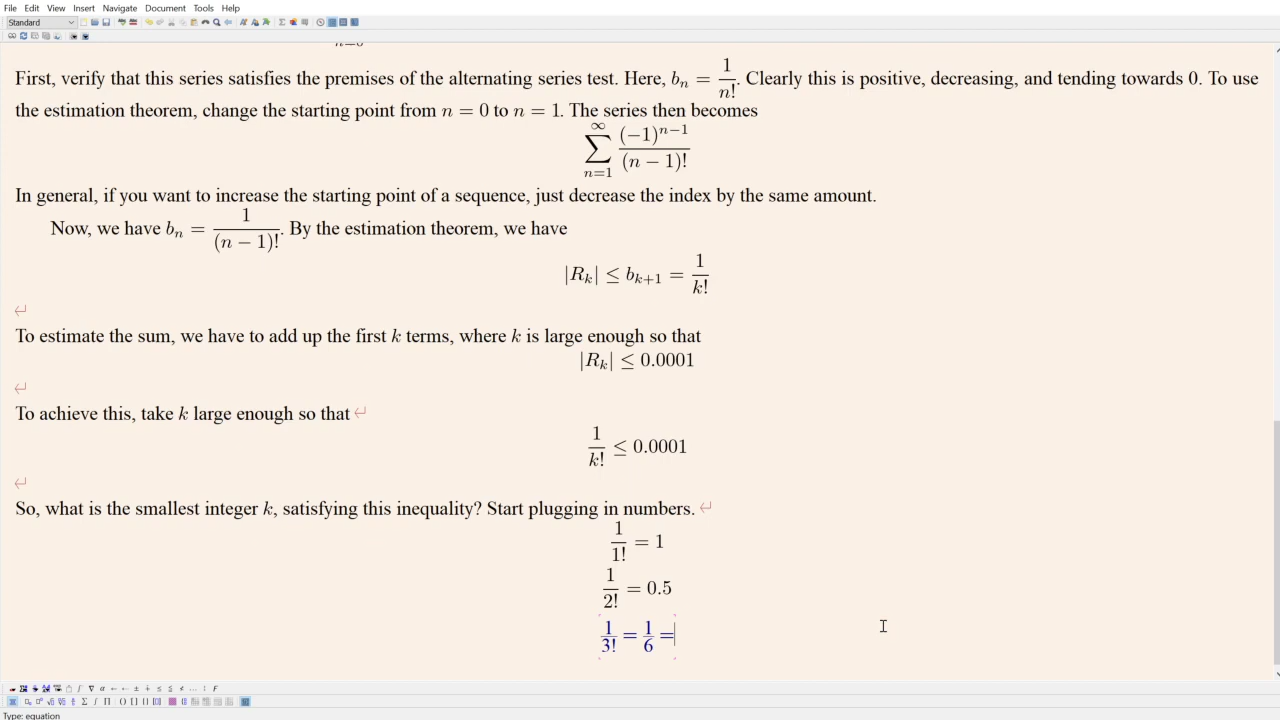 File Edit View Insert Navigate Document Tools Help
Standard
n=0
First, verify that this series satisfies the premises of the alternating series test. Here, bₙ = 1/n!. Clearly this is positive, decreasing, and tending towards 0. To use
the estimation theorem, change the starting point from n = 0 to n = 1. The series then becomes
∑_{n=1}^{∞} (−1)^{n−1}/(n − 1)!
In general, if you want to increase the starting point of a sequence, just decrease the index by the same amount.
Now, we have bₙ = 1/(n − 1)!. By the estimation theorem, we have
|R_k| ≤ b_{k+1} = 1/k!
To estimate the sum, we have to add up the first k terms, where k is large enough so that
|R_k| ≤ 0.0001
To achieve this, take k large enough so that
1/k! ≤ 0.0001
So, what is the smallest integer k, satisfying this inequality? Start plugging in numbers.
1/1! = 1
1/2! = 0.5
1/3! = 1/6 =
Type: equation